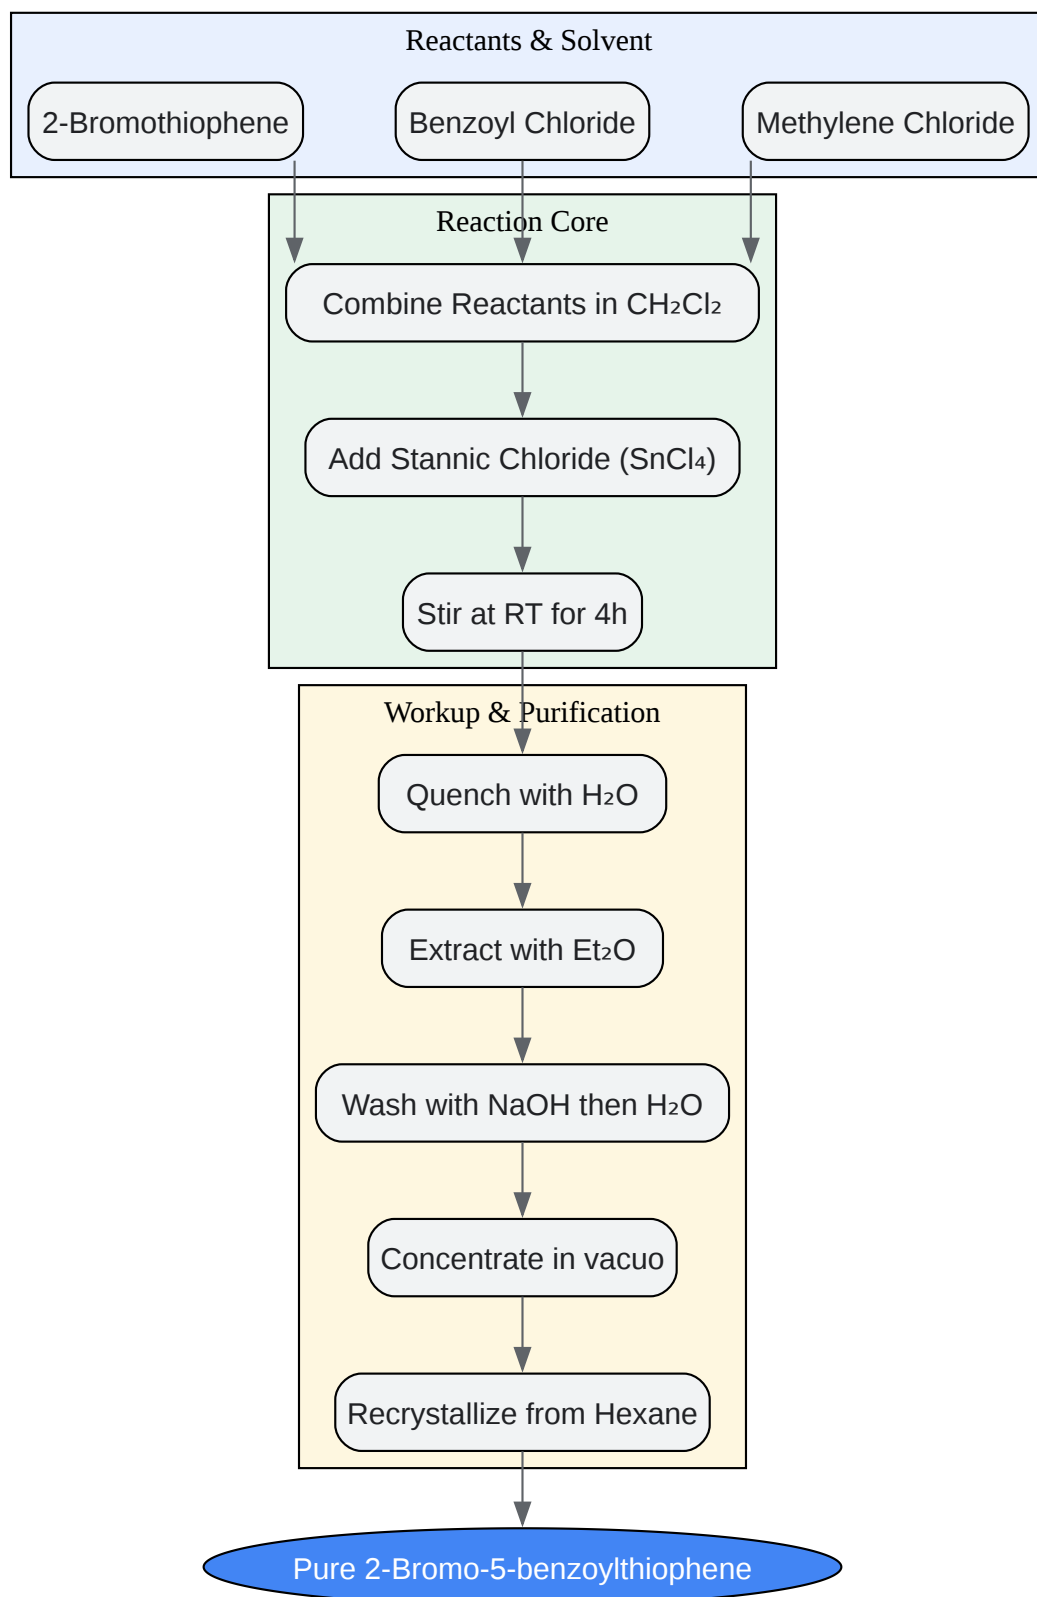 Reactants & Solvent
2-Bromothiophene
Benzoyl Chloride
Methylene Chloride
Reaction Core
Combine Reactants in CH₂Cl₂
Add Stannic Chloride (SnCl₄)
Stir at RT for 4h
Workup & Purification
Quench with H₂O
Extract with Et₂O
Wash with NaOH then H₂O
Concentrate in vacuo
Recrystallize from Hexane
Pure 2-Bromo-5-benzoylthiophene